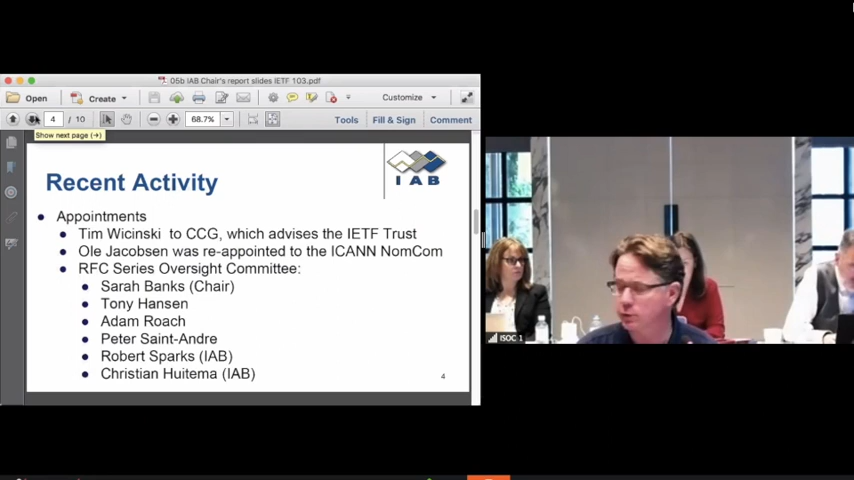 05b IAB Chair's report slides IETF 103.pdf
Open
Create
Customize
4 / 10
68.7%
Tools
Fill & Sign
Comment
Show next page (→)
IAB
Recent Activity
Appointments
Tim Wicinski to CCG, which advises the IETF Trust
Ole Jacobsen was re-appointed to the ICANN NomCom
RFC Series Oversight Committee:
Sarah Banks (Chair)
Tony Hansen
Adam Roach
Peter Saint-Andre
Robert Sparks (IAB)
Christian Huitema (IAB)
4
ISOC 1